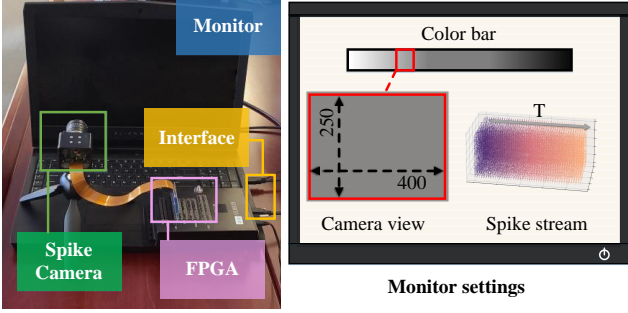 Monitor
Interface
Spike
Camera
FPGA
Color bar
250
400
T
Camera view
Spike stream
Monitor settings